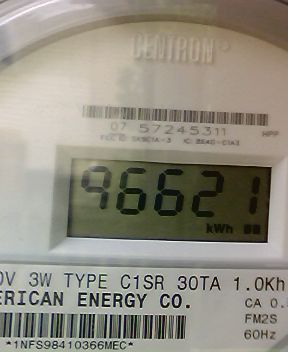 CENTRON®
07 57245311 HPP
96621
kWh
0V 3W TYPE C1SR 30TA 1.0Kh
ERICAN ENERGY CO.
CA 0.
FM2S
60Hz
*1NFS98410366MEC*